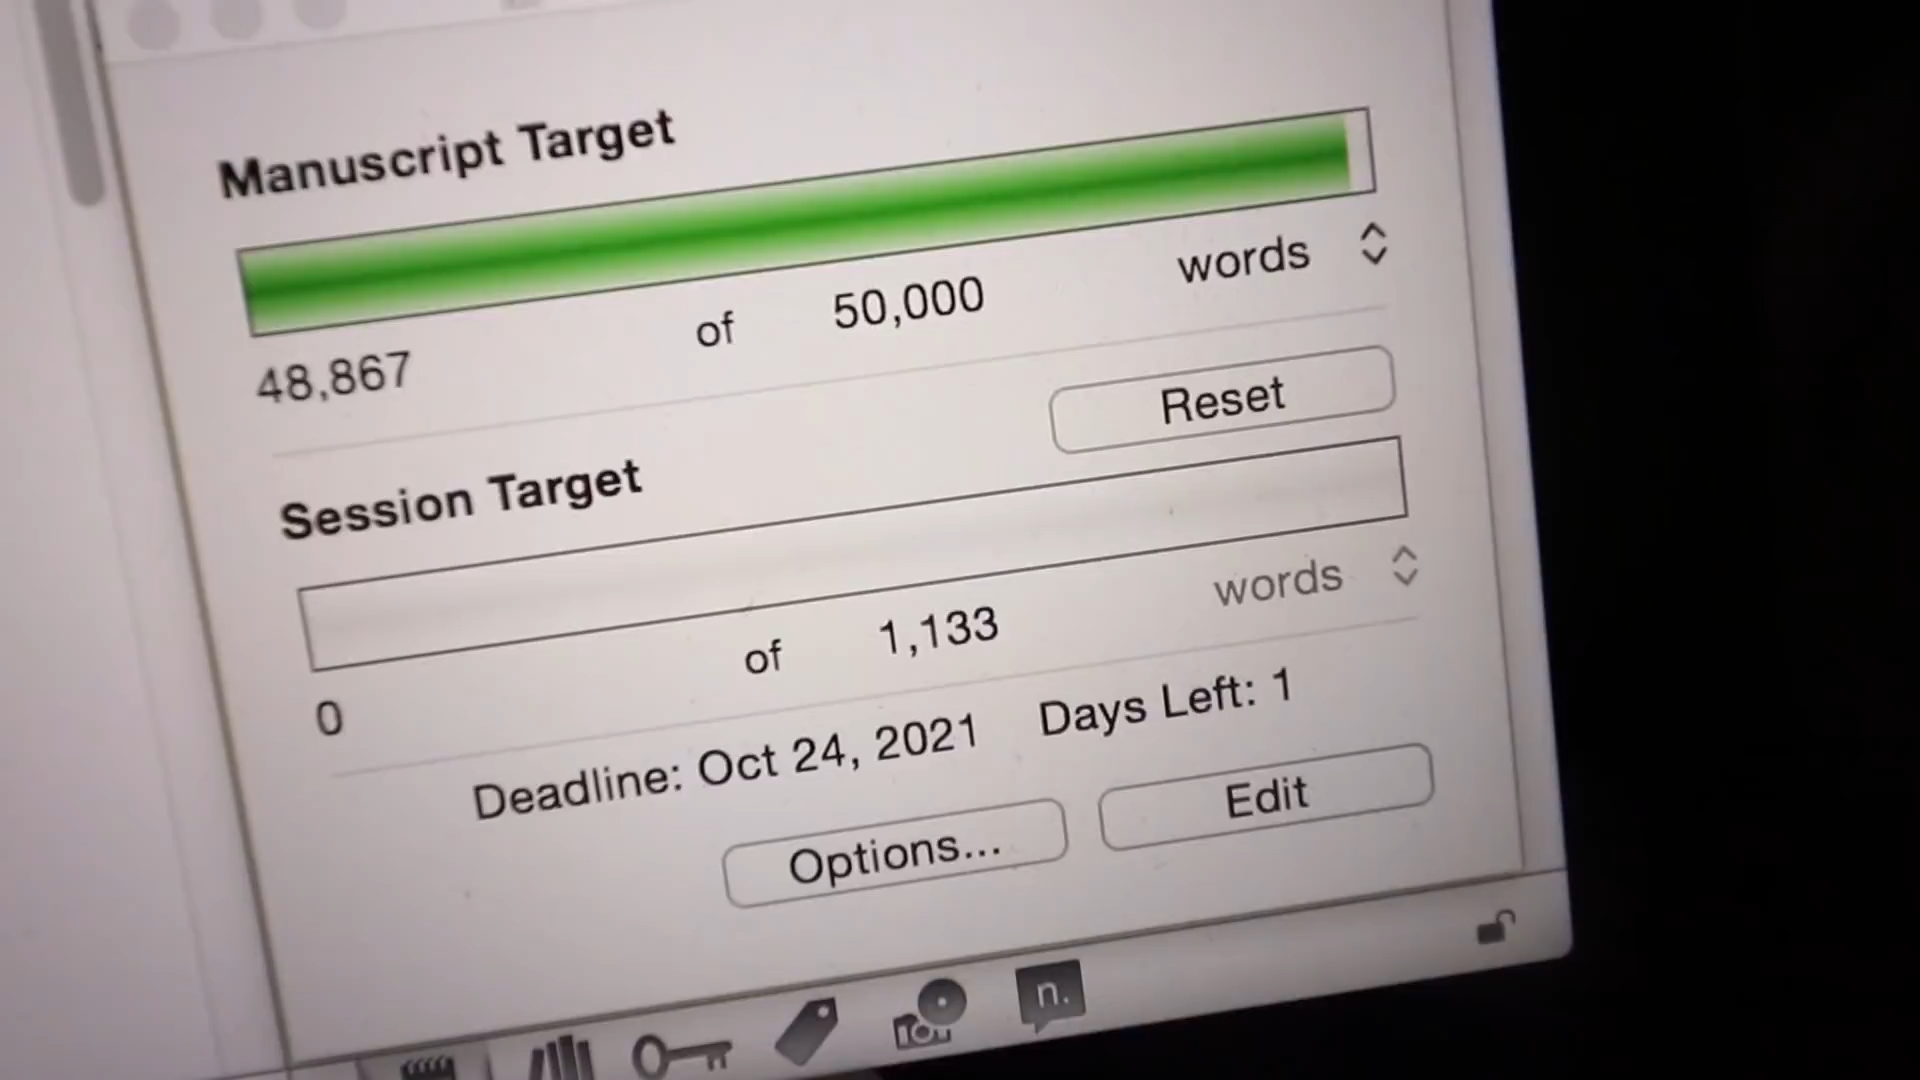 Manuscript Target
48,867 of 50,000 words
Reset
Session Target
0 of 1,133 words
Deadline: Oct 24, 2021 Days Left: 1
Options... Edit
n.